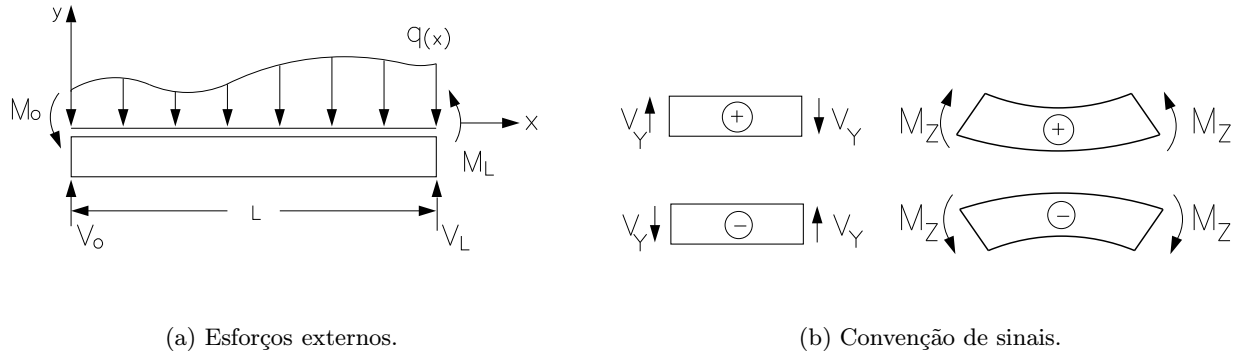 y
q(x)
Mo
X
ML
L
Vo
VL
VY
+
VY
MZ
+
MZ
VY
−
VY
MZ
−
MZ
(a) Esforços externos.
(b) Convenção de sinais.